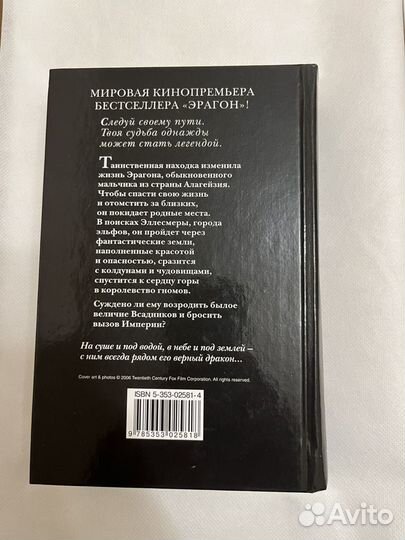 МИРОВАЯ КИНОПРЕМЬЕРА
БЕСТСЕЛЛЕРА «ЭРАГОН»!
Следуй своему пути.
Твоя судьба однажды
может стать легендой.
Таинственная находка изменила
жизнь Эрагона, обыкновенного
мальчика из страны Алагейзия.
Чтобы спасти свою жизнь
и отомстить за близких,
он покидает родные места.
В поисках Эллесмеры, города
эльфов, он пройдет через
фантастические земли,
наполненные красотой
и опасностью, сразится
с колдунами и чудовищами,
спустится к сердцу горы
в королевство гномов.
Суждено ли ему возродить былое
величие Всадников и бросить
вызов Империи?
На суше и под водой, в небе и под землей –
с ним всегда рядом его верный дракон...
Cover art & photos © 2006 Twentieth Century Fox Film Corporation. All rights reserved.
ISBN 5-353-02581-4
9 785353 025818
Avito